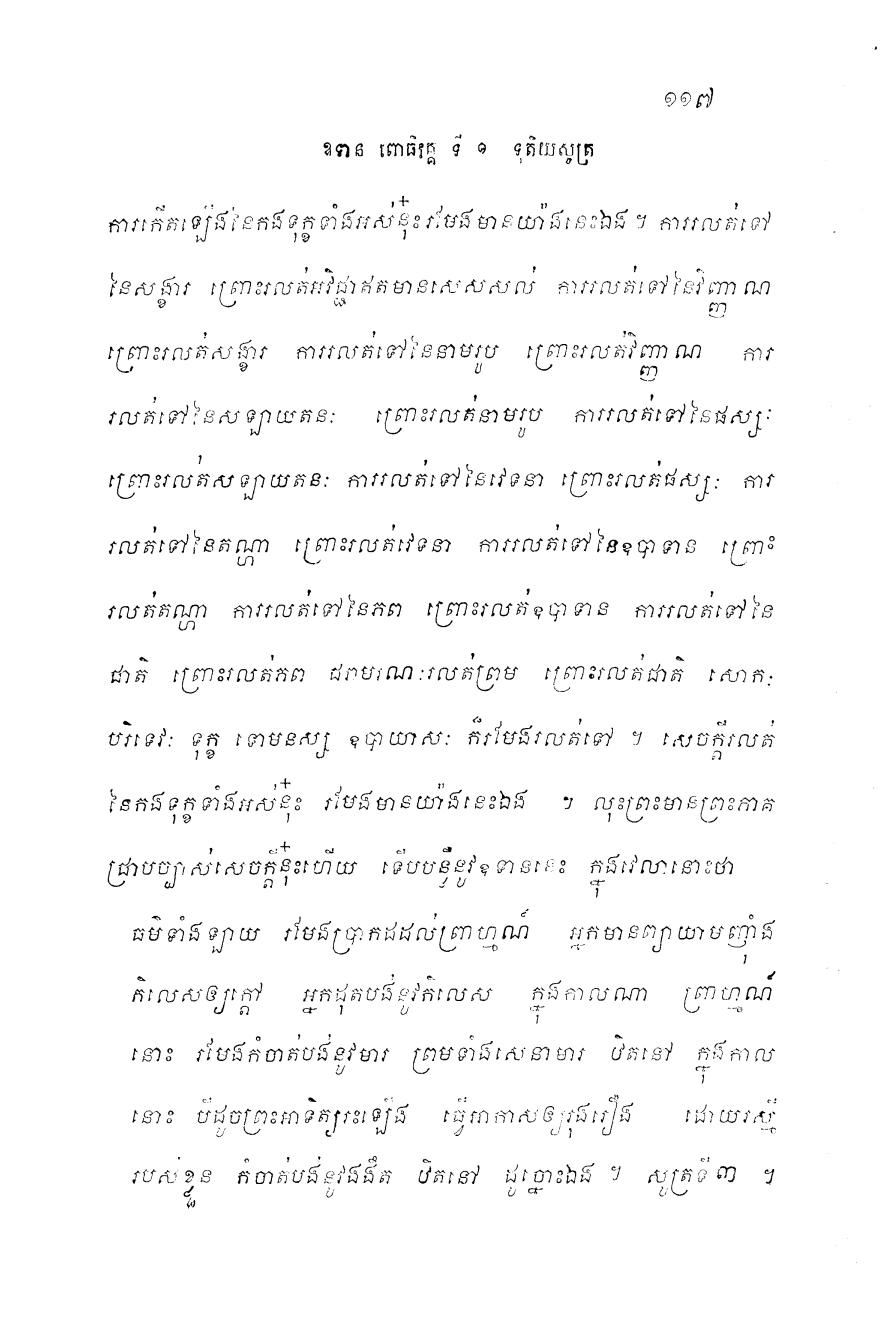 ១១៧
ឧទាន ពោធិវគ្គ ទី ១ ទុតិយសូត្រ
ការកើតឡើងនៃកងទុក្ខទាំងអស់នុ៎ះ រមែងមានយ៉ាងនេះឯង ។ ការរលត់ទៅ
នៃសង្ខារ ព្រោះរលត់អវិជ្ជាឥតមានសេសសល់ ការរលត់ទៅនៃវិញ្ញាណ
ព្រោះរលត់សង្ខារ ការរលត់ទៅនៃនាមរូប ព្រោះរលត់វិញ្ញាណ ការ
រលត់ទៅនៃសឡាយតនៈ ព្រោះរលត់នាមរូប ការរលត់ទៅនៃផស្សៈ
ព្រោះរលត់សឡាយតនៈ ការរលត់ទៅនៃវេទនា ព្រោះរលត់ផស្សៈ ការ
រលត់ទៅនៃតណ្ហា ព្រោះរលត់វេទនា ការរលត់ទៅនៃឧបាទាន ព្រោះ
រលត់តណ្ហា ការរលត់ទៅនៃភព ព្រោះរលត់ឧបាទាន ការរលត់ទៅនៃ
ជាតិ ព្រោះរលត់ភព ជរាមរណៈរលត់ព្រម ព្រោះរលត់ជាតិ សោកៈ
បរិទេវៈ ទុក្ខ ទោមនស្ស ឧបាយាសៈ ក៏រមែងរលត់ទៅ ។ សេចក្តីរលត់
នៃកងទុក្ខទាំងអស់នុ៎ះ រមែងមានយ៉ាងនេះឯង ។ លុះព្រះមានព្រះភាគ
ជ្រាបច្បាស់សេចក្តីនុ៎ះហើយ ទើបបន្លឺនូវឧទាននេះ ក្នុងវេលានោះថា
ធម៌ទាំងឡាយ រមែងប្រាកដដល់ព្រាហ្មណ៍ អ្នកមានព្យាយាមញ៉ាំង
កិលេសឲ្យក្តៅ អ្នកដុតបង់នូវកិលេស ក្នុងកាលណា ព្រាហ្មណ៍
នោះ រមែងកំចាត់បង់នូវមារ ព្រមទាំងសេនាមារ ឋិតនៅ ក្នុងកាល
នោះ បីដូចព្រះអាទិត្យរះឡើង ធ្វើអាកាសឲ្យរុងរឿង ដោយរស្មី
របស់ខ្លួន កំចាត់បង់នូវងងឹត ឋិតនៅ ដូច្នោះឯង ។ សូត្រទី ៣ ។